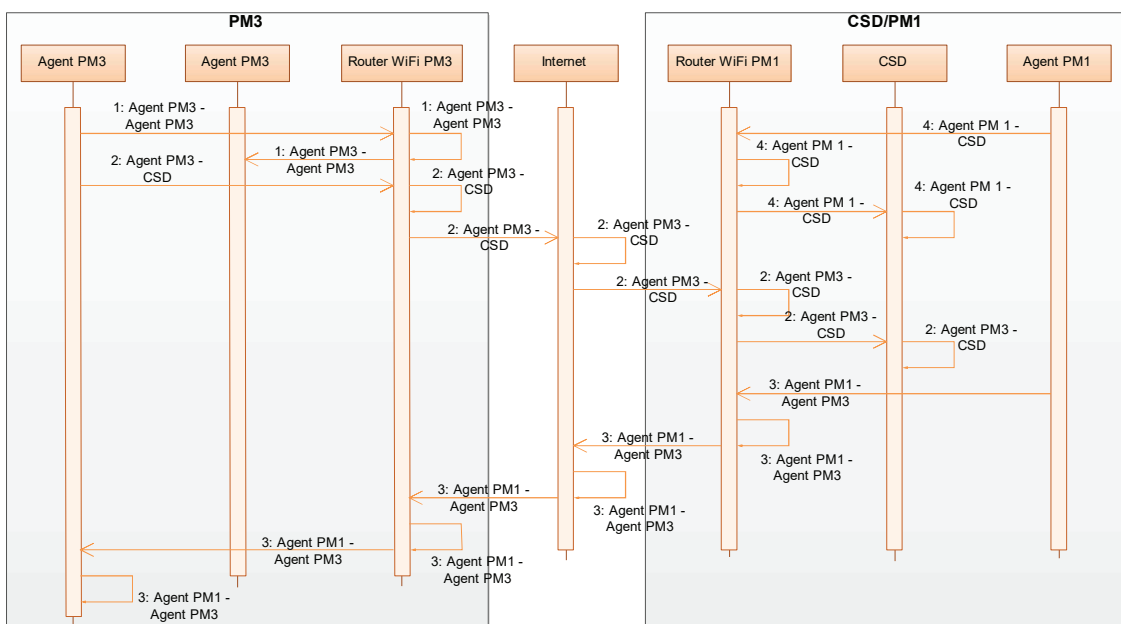 PM3
CSD/PM1
Agent PM3
Agent PM3
Router WiFi PM3
Internet
Router WiFi PM1
CSD
Agent PM1
1: Agent PM3 -
Agent PM3
1: Agent PM3 -
Agent PM3
4: Agent PM 1 -
CSD
1: Agent PM3 -
Agent PM3
4: Agent PM 1 -
CSD
2: Agent PM3 -
CSD
2: Agent PM3 -
CSD
4: Agent PM 1 -
CSD
4: Agent PM 1 -
CSD
2: Agent PM3 -
CSD
2: Agent PM3 -
CSD
2: Agent PM3 -
CSD
2: Agent PM3 -
CSD
2: Agent PM3 -
CSD
2: Agent PM3 -
CSD
3: Agent PM1 -
Agent PM3
3: Agent PM1 -
Agent PM3
3: Agent PM1 -
Agent PM3
3: Agent PM1 -
Agent PM3
3: Agent PM1 -
Agent PM3
3: Agent PM1 -
Agent PM3
3: Agent PM1 -
Agent PM3
3: Agent PM1 -
Agent PM3